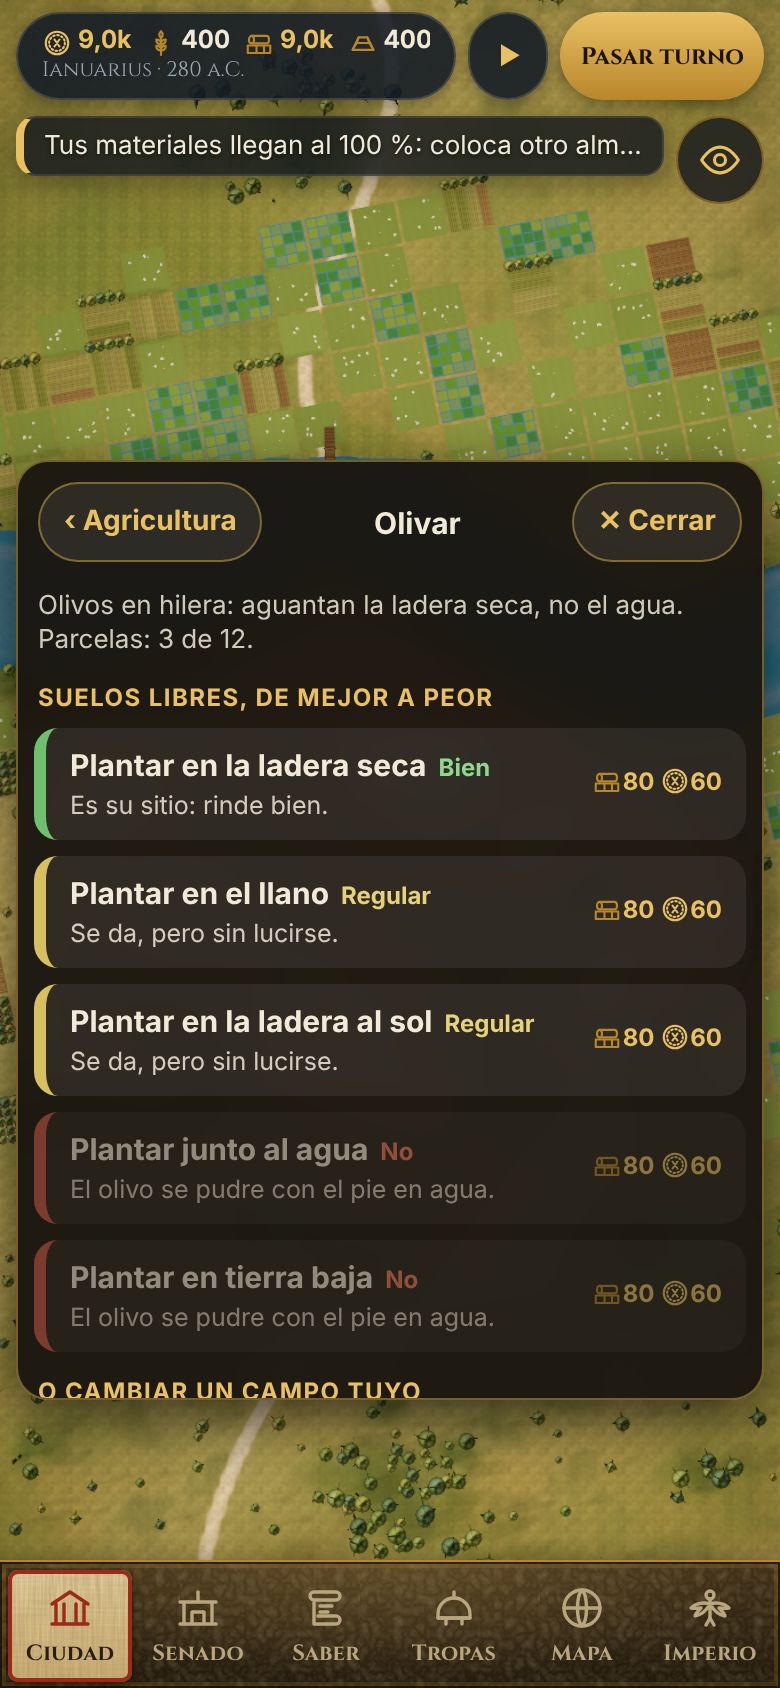 9,0k 400 9,0k 400
Ianuarius · 280 a.C.
Pasar turno
Tus materiales llegan al 100 %: coloca otro alm...
‹ Agricultura
Olivar
✕ Cerrar
Olivos en hilera: aguantan la ladera seca, no el agua.
Parcelas: 3 de 12.
SUELOS LIBRES, DE MEJOR A PEOR
Plantar en la ladera seca Bien
Es su sitio: rinde bien.
80 60
Plantar en el llano Regular
Se da, pero sin lucirse.
80 60
Plantar en la ladera al sol Regular
Se da, pero sin lucirse.
80 60
Plantar junto al agua No
El olivo se pudre con el pie en agua.
80 60
Plantar en tierra baja No
El olivo se pudre con el pie en agua.
80 60
O CAMBIAR UN CAMPO TUYO
Ciudad
Senado
Saber
Tropas
Mapa
Imperio